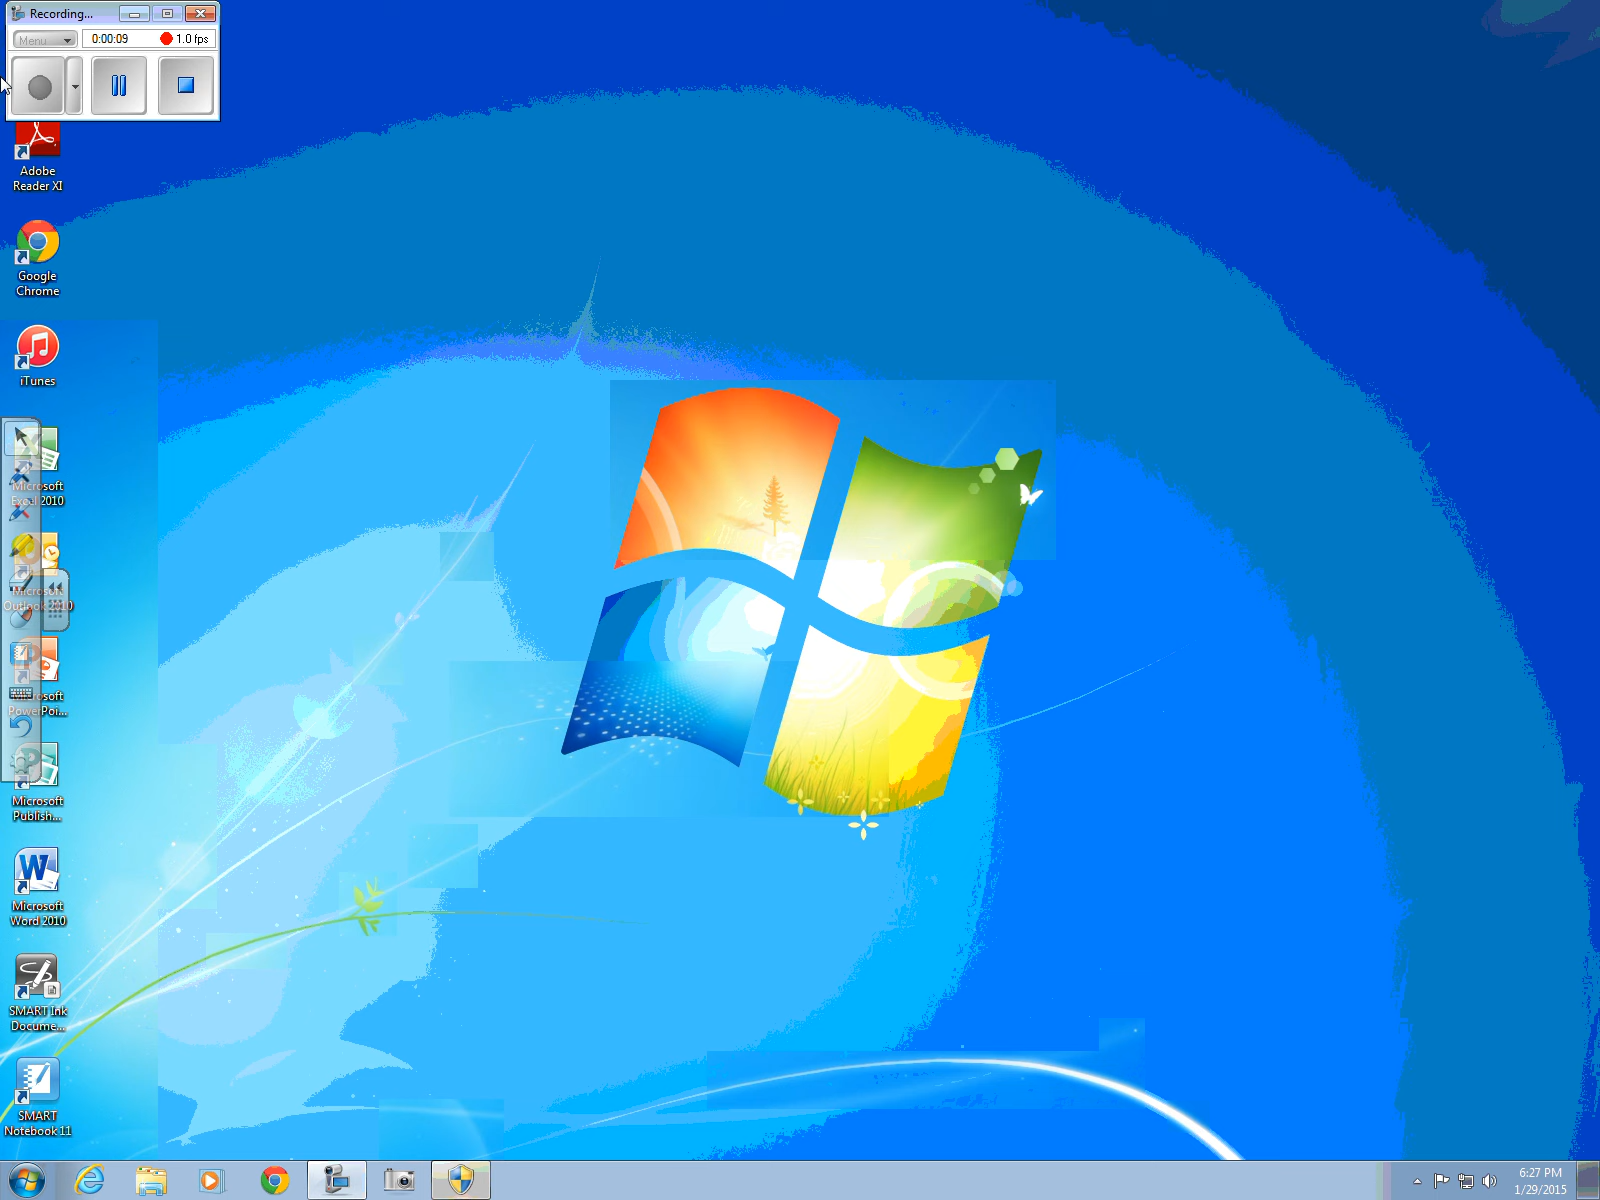 Recording...
Menu
0:00:09
1.0 fps
Adobe
Reader XI
Google
Chrome
iTunes
Microsoft
Excel 2010
Microsoft
Outlook 2010
Microsoft
PowerPoi...
Microsoft
Publish...
Microsoft
Word 2010
SMART Ink
Docume...
SMART
Notebook 11
6:27 PM
1/29/2015